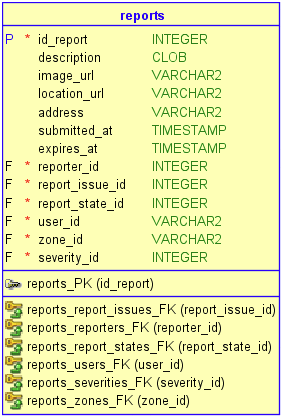 reports
P * id_report INTEGER
description CLOB
image_url VARCHAR2
location_url VARCHAR2
address VARCHAR2
submitted_at TIMESTAMP
expires_at TIMESTAMP
F * reporter_id INTEGER
F * report_issue_id INTEGER
F * report_state_id INTEGER
F * user_id VARCHAR2
F * zone_id VARCHAR2
F * severity_id INTEGER
reports_PK (id_report)
reports_report_issues_FK (report_issue_id)
reports_reporters_FK (reporter_id)
reports_report_states_FK (report_state_id)
reports_users_FK (user_id)
reports_severities_FK (severity_id)
reports_zones_FK (zone_id)